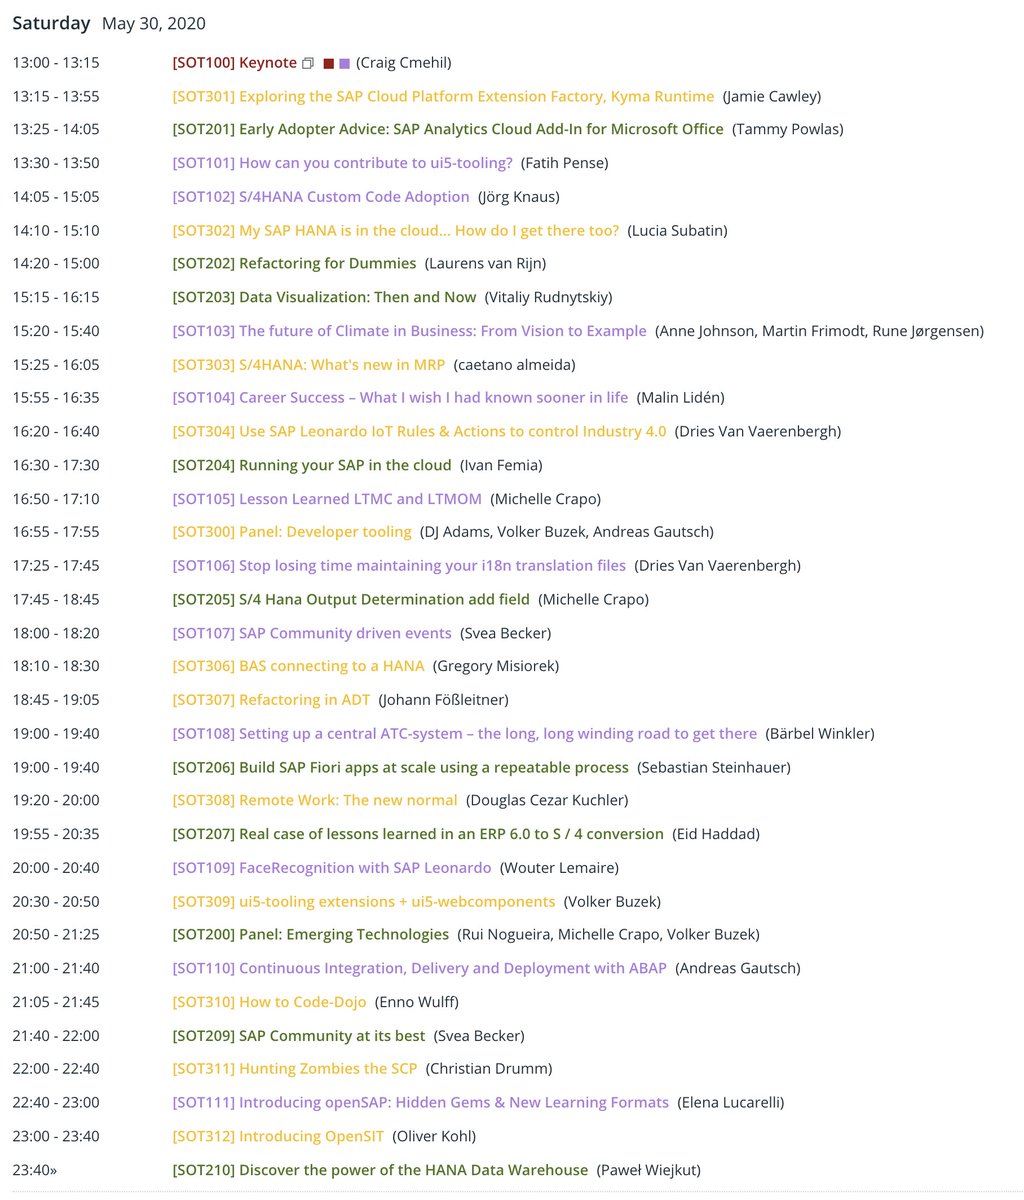 Saturday May 30, 2020
13:00 - 13:15 [SOT100] Keynote (Craig Cmehil)
13:15 - 13:55 [SOT301] Exploring the SAP Cloud Platform Extension Factory, Kyma Runtime (Jamie Cawley)
13:25 - 14:05 [SOT201] Early Adopter Advice: SAP Analytics Cloud Add-In for Microsoft Office (Tammy Powlas)
13:30 - 13:50 [SOT101] How can you contribute to ui5-tooling? (Fatih Pense)
14:05 - 15:05 [SOT102] S/4HANA Custom Code Adoption (Jörg Knaus)
14:10 - 15:10 [SOT302] My SAP HANA is in the cloud... How do I get there too? (Lucia Subatin)
14:20 - 15:00 [SOT202] Refactoring for Dummies (Laurens van Rijn)
15:15 - 16:15 [SOT203] Data Visualization: Then and Now (Vitaliy Rudnytskiy)
15:20 - 15:40 [SOT103] The future of Climate in Business: From Vision to Example (Anne Johnson, Martin Frimodt, Rune Jørgensen)
15:25 - 16:05 [SOT303] S/4HANA: What's new in MRP (caetano almeida)
15:55 - 16:35 [SOT104] Career Success – What I wish I had known sooner in life (Malin Lidén)
16:20 - 16:40 [SOT304] Use SAP Leonardo IoT Rules & Actions to control Industry 4.0 (Dries Van Vaerenbergh)
16:30 - 17:30 [SOT204] Running your SAP in the cloud (Ivan Femia)
16:50 - 17:10 [SOT105] Lesson Learned LTMC and LTMOM (Michelle Crapo)
16:55 - 17:55 [SOT300] Panel: Developer tooling (DJ Adams, Volker Buzek, Andreas Gautsch)
17:25 - 17:45 [SOT106] Stop losing time maintaining your i18n translation files (Dries Van Vaerenbergh)
17:45 - 18:45 [SOT205] S/4 Hana Output Determination add field (Michelle Crapo)
18:00 - 18:20 [SOT107] SAP Community driven events (Svea Becker)
18:10 - 18:30 [SOT306] BAS connecting to a HANA (Gregory Misiorek)
18:45 - 19:05 [SOT307] Refactoring in ADT (Johann Fößleitner)
19:00 - 19:40 [SOT108] Setting up a central ATC-system – the long, long winding road to get there (Bärbel Winkler)
19:00 - 19:40 [SOT206] Build SAP Fiori apps at scale using a repeatable process (Sebastian Steinhauer)
19:20 - 20:00 [SOT308] Remote Work: The new normal (Douglas Cezar Kuchler)
19:55 - 20:35 [SOT207] Real case of lessons learned in an ERP 6.0 to S / 4 conversion (Eid Haddad)
20:00 - 20:40 [SOT109] FaceRecognition with SAP Leonardo (Wouter Lemaire)
20:30 - 20:50 [SOT309] ui5-tooling extensions + ui5-webcomponents (Volker Buzek)
20:50 - 21:25 [SOT200] Panel: Emerging Technologies (Rui Nogueira, Michelle Crapo, Volker Buzek)
21:00 - 21:40 [SOT110] Continuous Integration, Delivery and Deployment with ABAP (Andreas Gautsch)
21:05 - 21:45 [SOT310] How to Code-Dojo (Enno Wulff)
21:40 - 22:00 [SOT209] SAP Community at its best (Svea Becker)
22:00 - 22:40 [SOT311] Hunting Zombies the SCP (Christian Drumm)
22:40 - 23:00 [SOT111] Introducing openSAP: Hidden Gems & New Learning Formats (Elena Lucarelli)
23:00 - 23:40 [SOT312] Introducing OpenSIT (Oliver Kohl)
23:40» [SOT210] Discover the power of the HANA Data Warehouse (Paweł Wiejkut)